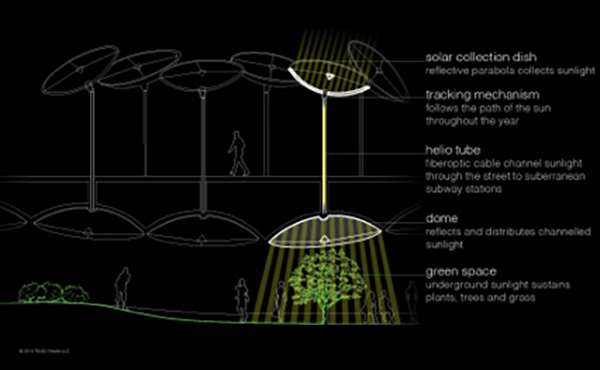 solar collection dish
reflective parabola collects sunlight
tracking mechanism
follows the path of the sun
throughout the year
helio tube
fiberoptic cable channel sunlight
through the street to suberranean
subway stations
dome
reflects and distributes channelled
sunlight
green space
underground sunlight sustains
plants, trees and grass